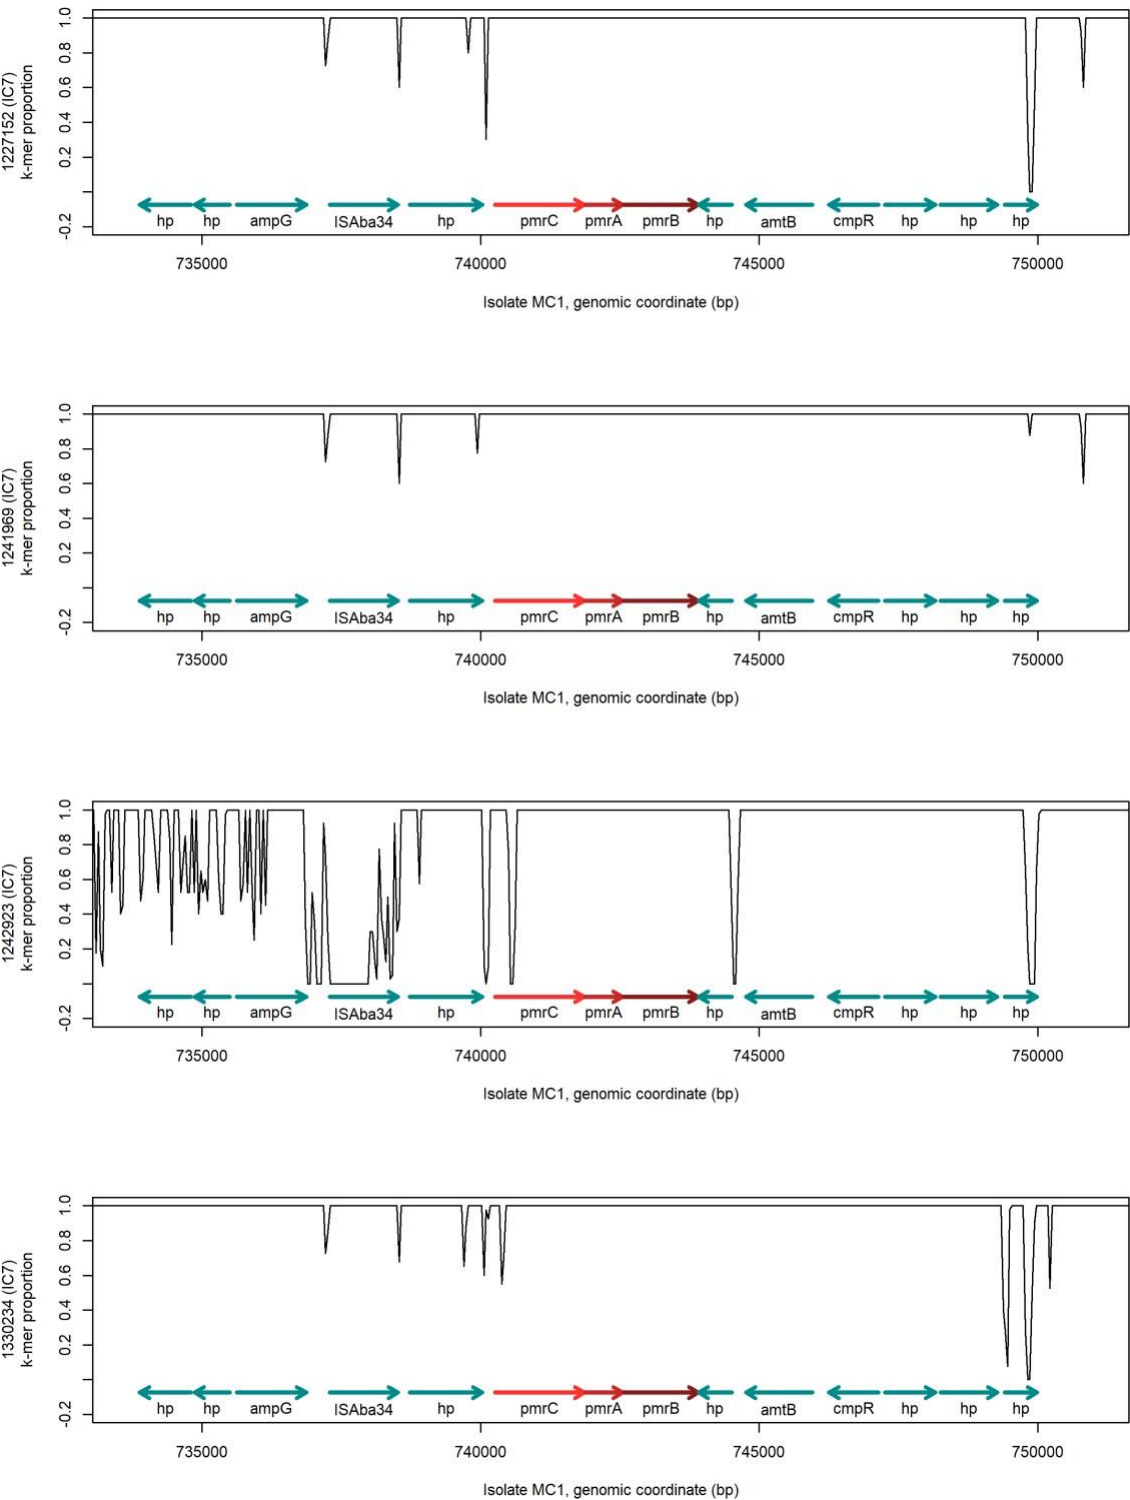 1227152 (IC7)
k-mer proportion
1.0
0.8
0.6
0.4
0.2
-0.2
hp hp ampG ISAba34 hp pmrC pmrA pmrB hp amtB cmpR hp hp hp
735000 740000 745000 750000
Isolate MC1, genomic coordinate (bp)
1241969 (IC7)
k-mer proportion
1.0
0.8
0.6
0.4
0.2
-0.2
hp hp ampG ISAba34 hp pmrC pmrA pmrB hp amtB cmpR hp hp hp
735000 740000 745000 750000
Isolate MC1, genomic coordinate (bp)
1242923 (IC7)
k-mer proportion
1.0
0.8
0.6
0.4
0.2
-0.2
hp hp ampG ISAba34 hp pmrC pmrA pmrB hp amtB cmpR hp hp hp
735000 740000 745000 750000
Isolate MC1, genomic coordinate (bp)
1330234 (IC7)
k-mer proportion
1.0
0.8
0.6
0.4
0.2
-0.2
hp hp ampG ISAba34 hp pmrC pmrA pmrB hp amtB cmpR hp hp hp
735000 740000 745000 750000
Isolate MC1, genomic coordinate (bp)